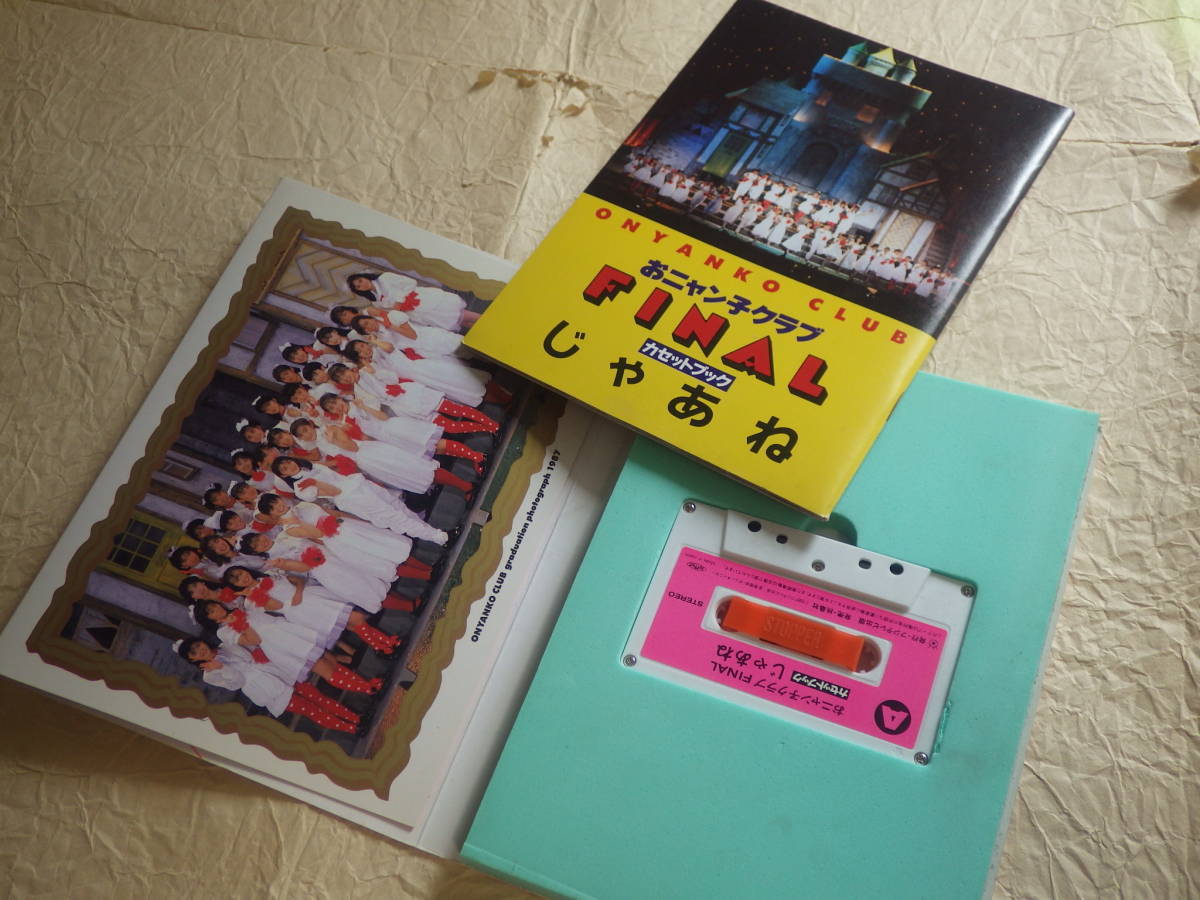 ONYANKO CLUB
おニャン子クラブ
FINAL
カセットブック
じゃあね
ONYANKO CLUB graduation photograph 1987
STEREO
おニャン子クラブ FINAL
カセットブック じゃあね
A
STOPPER